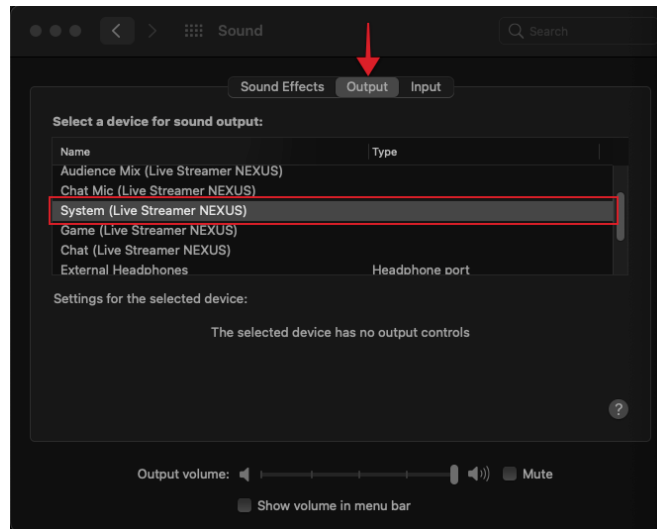 Sound
Search
Sound Effects Output Input
Select a device for sound output:
Name Type
Audience Mix (Live Streamer NEXUS)
Chat Mic (Live Streamer NEXUS)
System (Live Streamer NEXUS)
Game (Live Streamer NEXUS)
Chat (Live Streamer NEXUS)
External Headphones Headphone port
Settings for the selected device:
The selected device has no output controls
?
Output volume: Mute
Show volume in menu bar